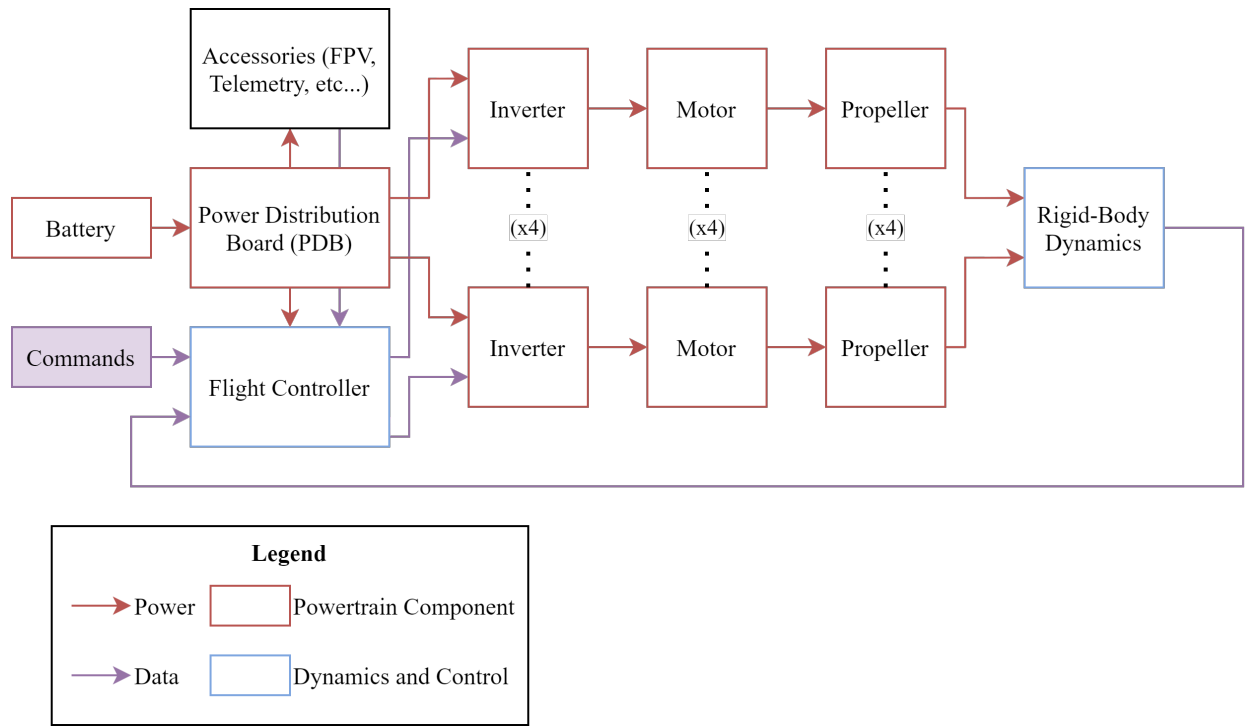 Accessories (FPV,
Telemetry, etc...)
Inverter
Motor
Propeller
Battery
Power Distribution
Board (PDB)
(x4)
(x4)
(x4)
Rigid-Body
Dynamics
Commands
Flight Controller
Inverter
Motor
Propeller
Legend
Power
Powertrain Component
Data
Dynamics and Control